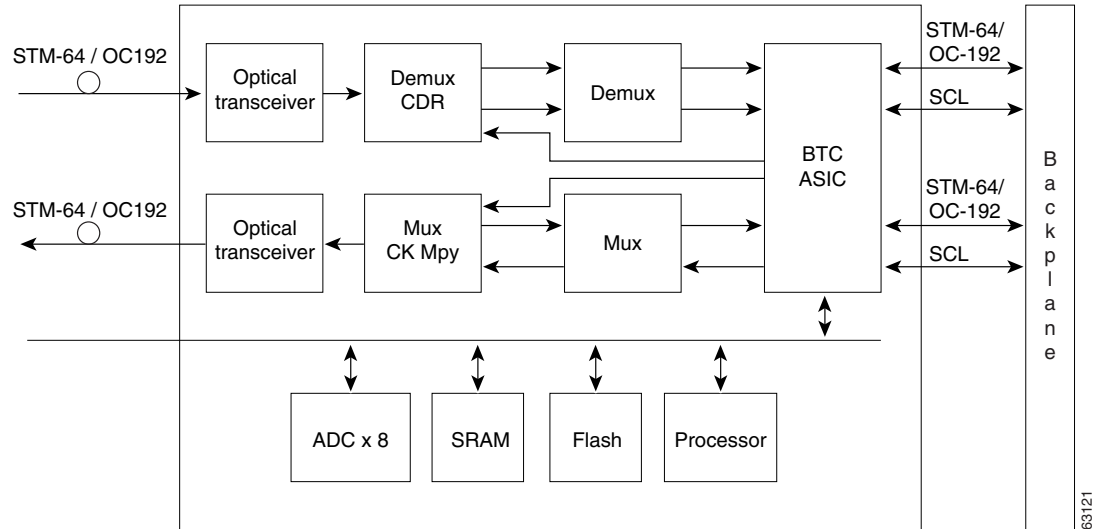 STM-64 / OC192
Optical
transceiver
Demux
CDR
Demux
BTC
ASIC
STM-64/
OC-192
SCL
STM-64 / OC192
Optical
transceiver
Mux
CK Mpy
Mux
STM-64/
OC-192
SCL
Backplane
ADC x 8
SRAM
Flash
Processor
63121